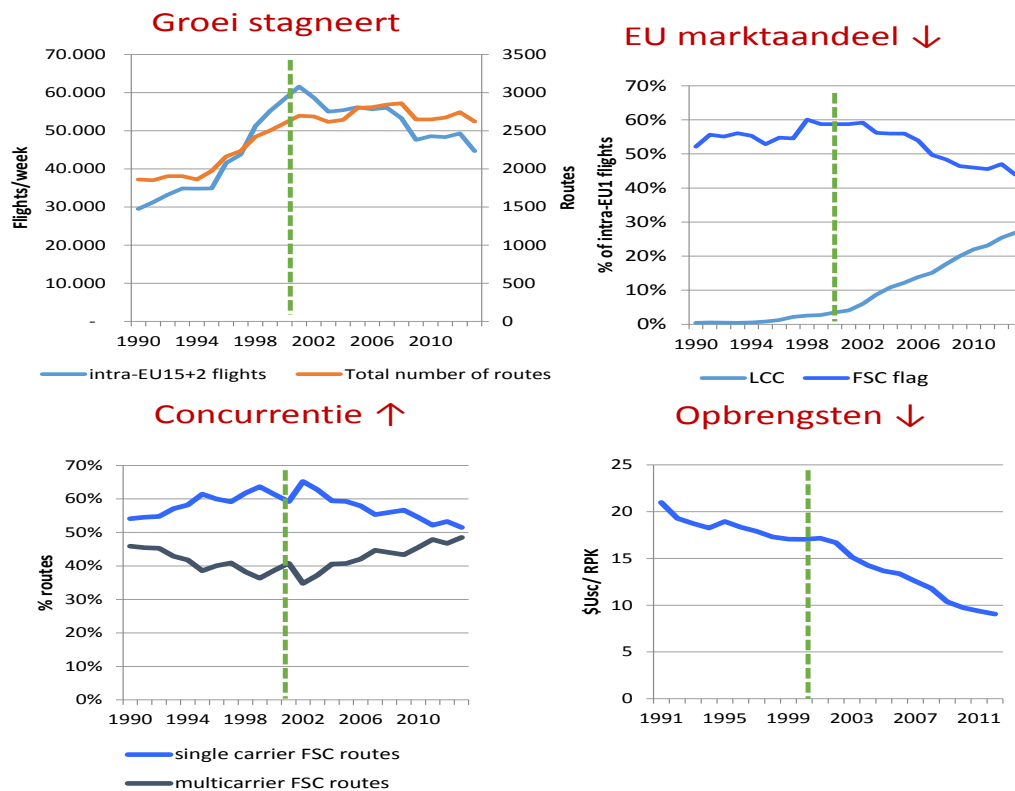 Groei stagneert
70.000
60.000
50.000
40.000
30.000
20.000
10.000
-
Flights/week
3500
3000
2500
2000
1500
1000
500
0
Routes
1990 1994 1998 2002 2006 2010
intra-EU15+2 flights Total number of routes
EU marktaandeel ↓
70%
60%
50%
40%
30%
20%
10%
0%
% of intra-EU1 flights
1990 1994 1998 2002 2006 2010
LCC FSC flag
Concurrentie ↑
70%
60%
50%
40%
30%
20%
10%
0%
% routes
1990 1994 1998 2002 2006 2010
single carrier FSC routes
multicarrier FSC routes
Opbrengsten ↓
25
20
15
10
5
0
$Usc/ RPK
1991 1995 1999 2003 2007 2011